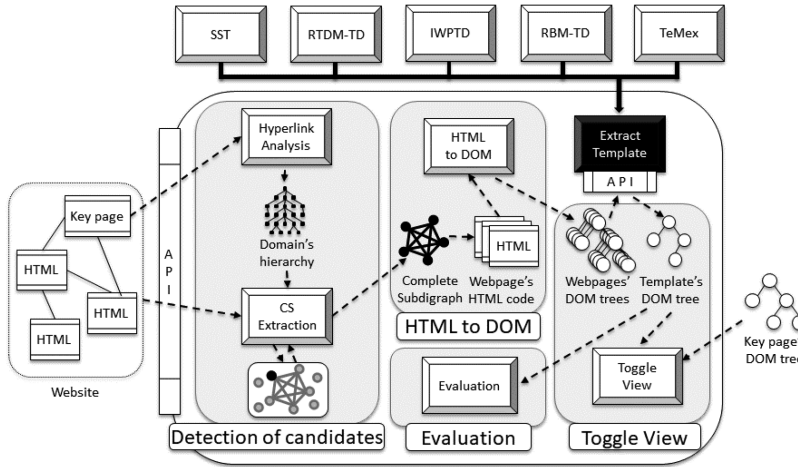 SST
RTDM-TD
IWPTD
RBM-TD
TeMex
Hyperlink
Analysis
HTML
to DOM
Extract
Template
API
Key page
HTML
HTML
HTML
Website
API
Domain's
hierarchy
CS
Extraction
Detection of candidates
Complete
Subdigraph
HTML
Webpage's
HTML code
HTML to DOM
Webpages'
DOM trees
Template's
DOM tree
Evaluation
Evaluation
Toggle
View
Toggle View
Key page
DOM tree